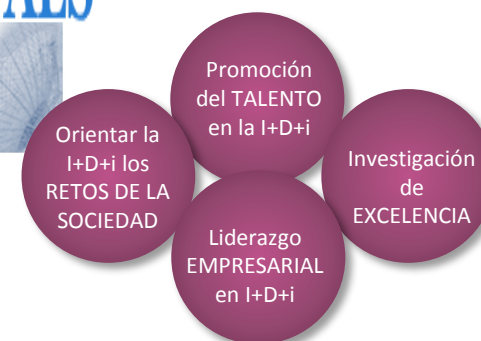 Promoción
del TALENTO
en la I+D+i
Orientar la
I+D+i los
RETOS DE LA
SOCIEDAD
Investigación
de
EXCELENCIA
Liderazgo
EMPRESARIAL
en I+D+i